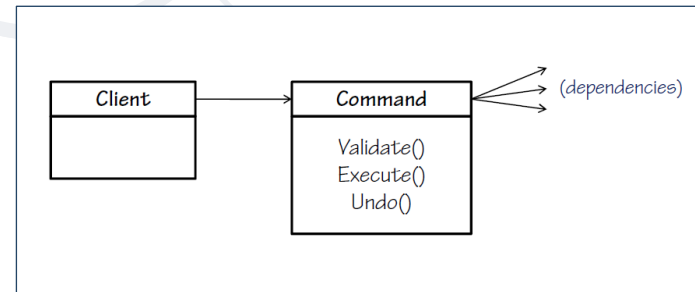 Client
Command
(dependencies)
Validate()
Execute()
Undo()